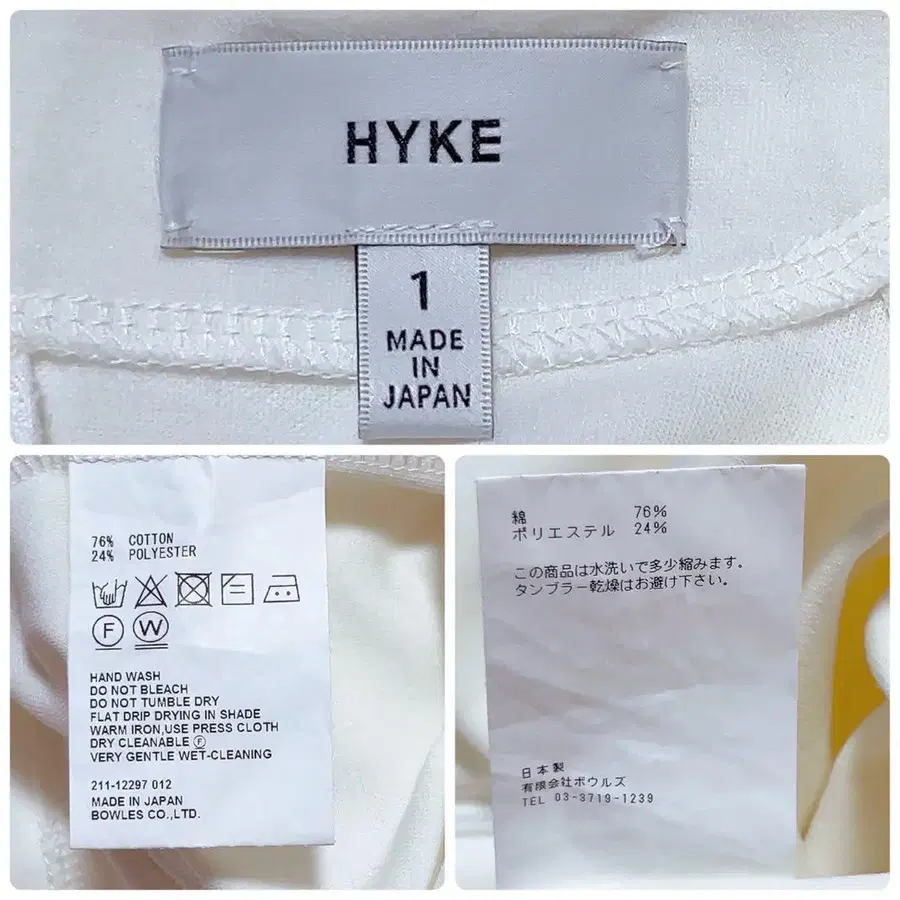 HYKE
1
MADE
IN
JAPAN
76% COTTON
24% POLYESTER
F W
HAND WASH
DO NOT BLEACH
DO NOT TUMBLE DRY
FLAT DRIP DRYING IN SHADE
WARM IRON,USE PRESS CLOTH
DRY CLEANABLE Ⓕ
VERY GENTLE WET-CLEANING
211-12297 012
MADE IN JAPAN
BOWLES CO.,LTD.
綿 76%
ポリエステル 24%
この商品は水洗いで多少縮みます。
タンブラー乾燥はお避け下さい。
日本製
有限会社ボウルズ
TEL 03-3719-1239